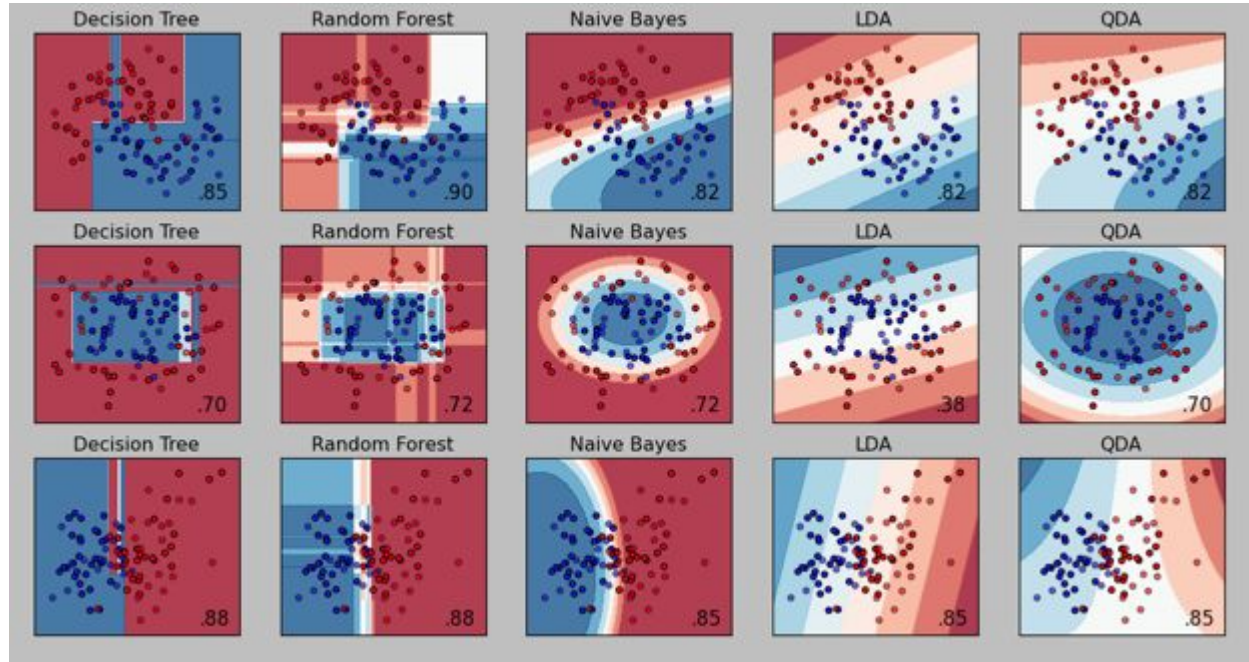 Decision Tree Random Forest Naive Bayes LDA QDA
.85 .90 .82 .82 .82
Decision Tree Random Forest Naive Bayes LDA QDA
.70 .72 .72 .38 .70
Decision Tree Random Forest Naive Bayes LDA QDA
.88 .88 .85 .85 .85